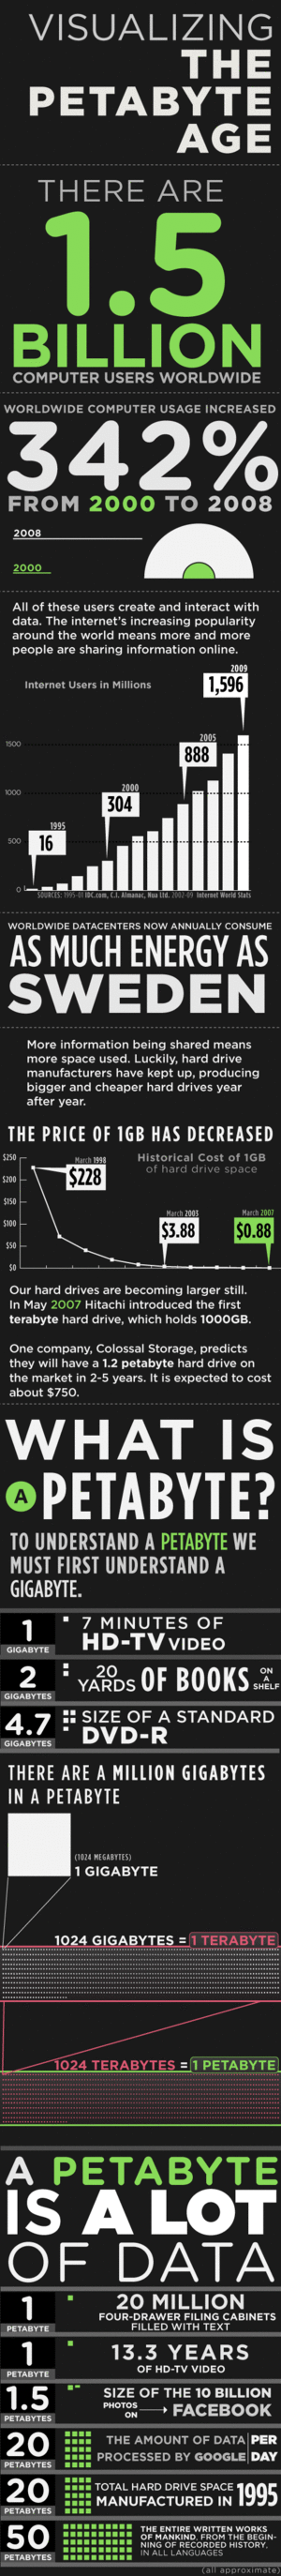 VISUALIZING
THE
PETABYTE
AGE
THERE ARE
1.5
BILLION
COMPUTER USERS WORLDWIDE
WORLDWIDE COMPUTER USAGE INCREASED
342%
FROM 2000 TO 2008
2008
2000
All of these users create and interact with
data. The internet's increasing popularity
around the world means more and more
people are sharing information online.
2009
Internet Users in Millions
1,596
2005
1500
888
2000
1000
304
1995
500
16
0
SOURCES: 1995-01 IDC.com, C.I. Almanac, Nua Ltd. 2002-09 Internet World Stats
WORLDWIDE DATACENTERS NOW ANNUALLY CONSUME
AS MUCH ENERGY AS
SWEDEN
More information being shared means
more space used. Luckily, hard drive
manufacturers have kept up, producing
bigger and cheaper hard drives year
after year.
THE PRICE OF 1GB HAS DECREASED
$250
March 1998
Historical Cost of 1GB
of hard drive space
$228
$200
$150
March 2005
March 2007
$100
$3.88
$0.88
$50
$0
Our hard drives are becoming larger still.
In May 2007 Hitachi introduced the first
terabyte hard drive, which holds 1000GB.
One company, Colossal Storage, predicts
they will have a 1.2 petabyte hard drive on
the market in 2-5 years. It is expected to cost
about $750.
WHAT IS
A PETABYTE?
TO UNDERSTAND A PETABYTE WE
MUST FIRST UNDERSTAND A
GIGABYTE.
1
GIGABYTE
7 MINUTES OF
HD-TV VIDEO
2
GIGABYTES
20
YARDS OF BOOKS ON
A
SHELF
4.7
GIGABYTES
SIZE OF A STANDARD
DVD-R
THERE ARE A MILLION GIGABYTES
IN A PETABYTE
(1024 MEGABYTES)
1 GIGABYTE
1024 GIGABYTES = 1 TERABYTE
1024 TERABYTES = 1 PETABYTE
A PETABYTE
IS A LOT
OF DATA
1
PETABYTE
20 MILLION
FOUR-DRAWER FILING CABINETS
FILLED WITH TEXT
1
PETABYTE
13.3 YEARS
OF HD-TV VIDEO
1.5
PETABYTES
SIZE OF THE 10 BILLION
PHOTOS
ON
FACEBOOK
20
PETABYTES
THE AMOUNT OF DATA PER
PROCESSED BY GOOGLE DAY
20
PETABYTES
TOTAL HARD DRIVE SPACE
MANUFACTURED IN 1995
50
PETABYTES
THE ENTIRE WRITTEN WORKS
OF MANKIND, FROM THE BEGIN-
NING OF RECORDED HISTORY,
IN ALL LANGUAGES
(all approximate)